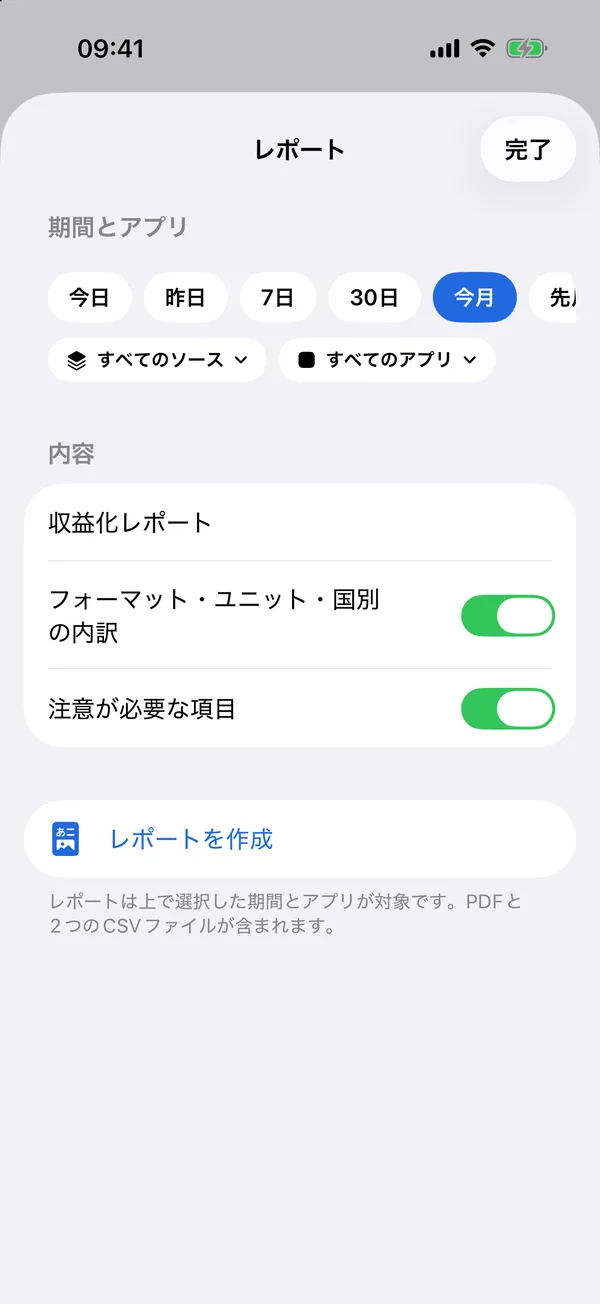 09:41
レポート
完了
期間とアプリ
今日
昨日
7日
30日
今月
先
すべてのソース
すべてのアプリ
内容
収益化レポート
フォーマット・ユニット・国別
の内訳
注意が必要な項目
レポートを作成
レポートは上で選択した期間とアプリが対象です。PDFと
2つのCSVファイルが含まれます。